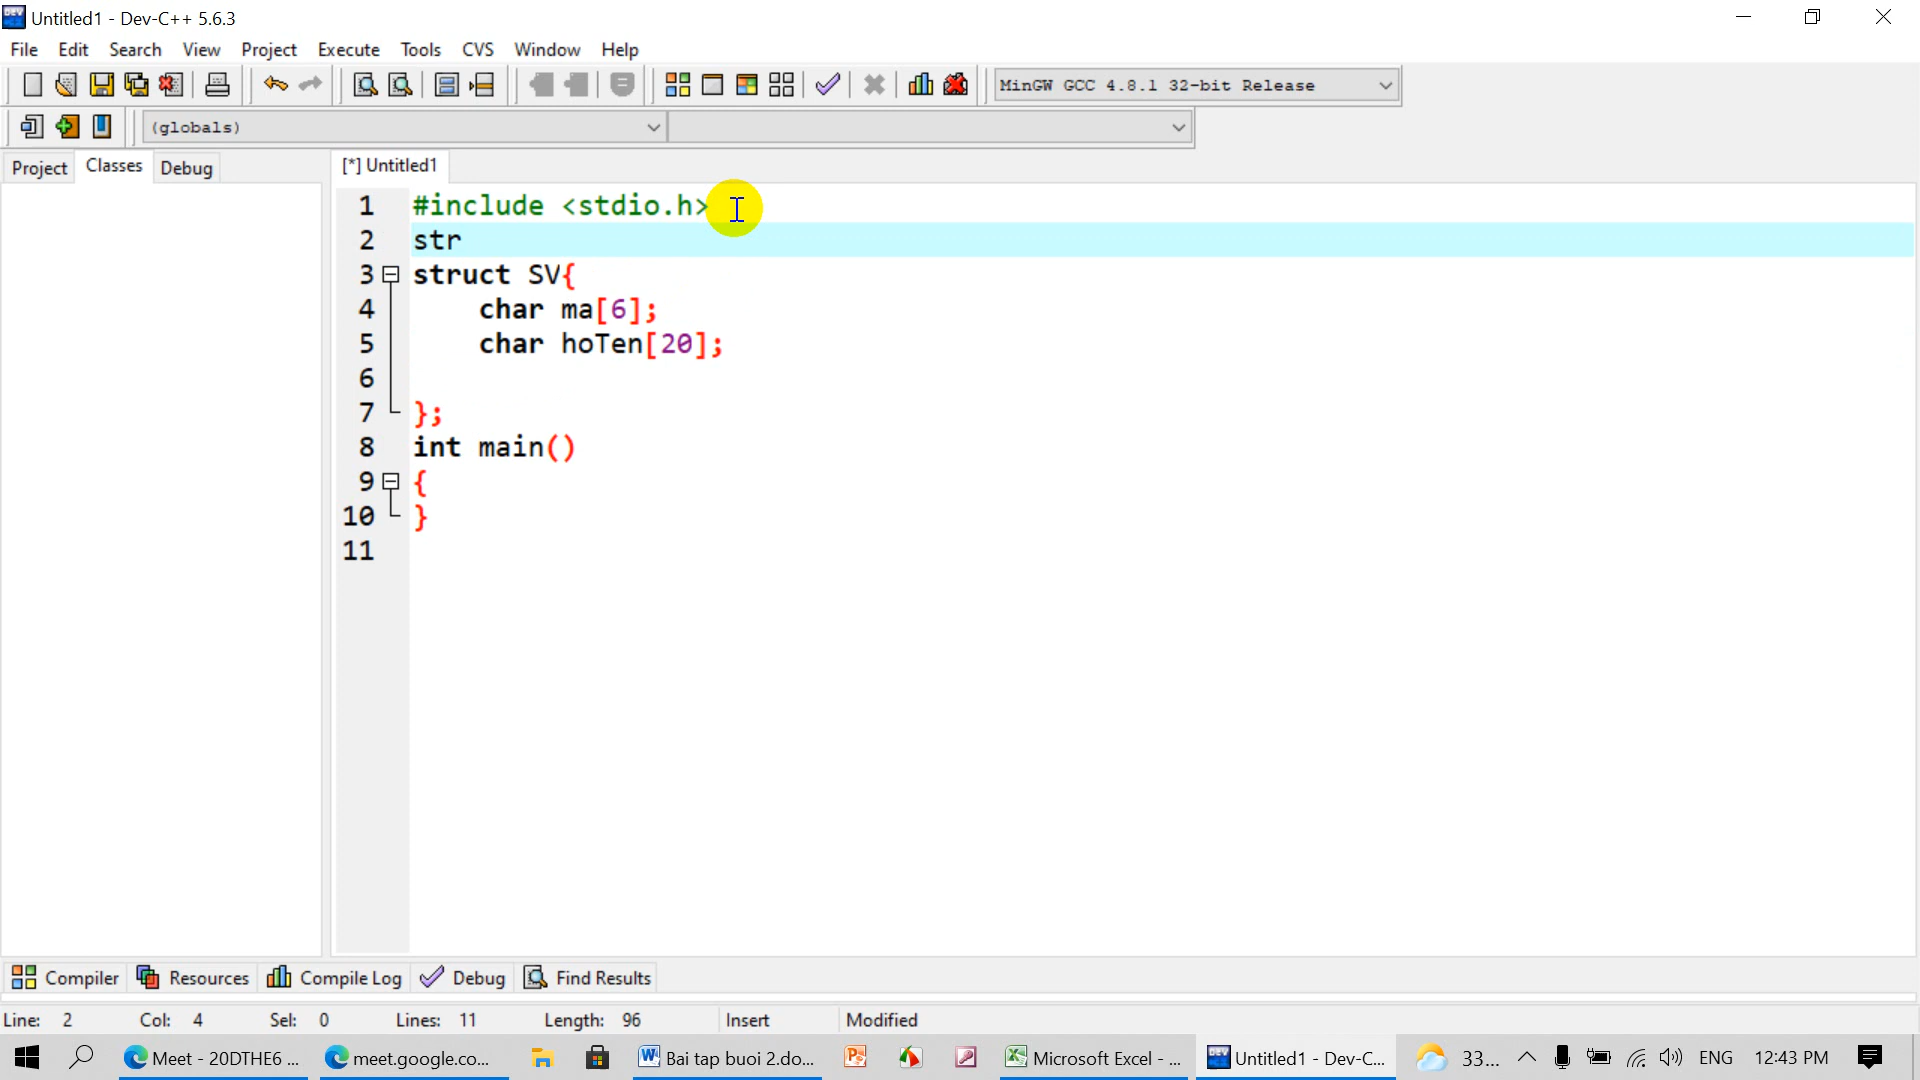 Untitled1 - Dev-C++ 5.6.3
File Edit Search View Project Execute Tools CVS Window Help
MinGW GCC 4.8.1 32-bit Release
(globals)
Project Classes Debug
[*] Untitled1
1 #include <stdio.h>
2 str
3 struct SV{
4 char ma[6];
5 char hoTen[20];
6
7 };
8 int main()
9 {
10 }
11
Compiler Resources Compile Log Debug Find Results
Line: 2 Col: 4 Sel: 0 Lines: 11 Length: 96 Insert Modified
Meet - 20DTHE6 ... meet.google.co... Bai tap buoi 2.do... Microsoft Excel - ... Untitled1 - Dev-C... 33... ENG 12:43 PM